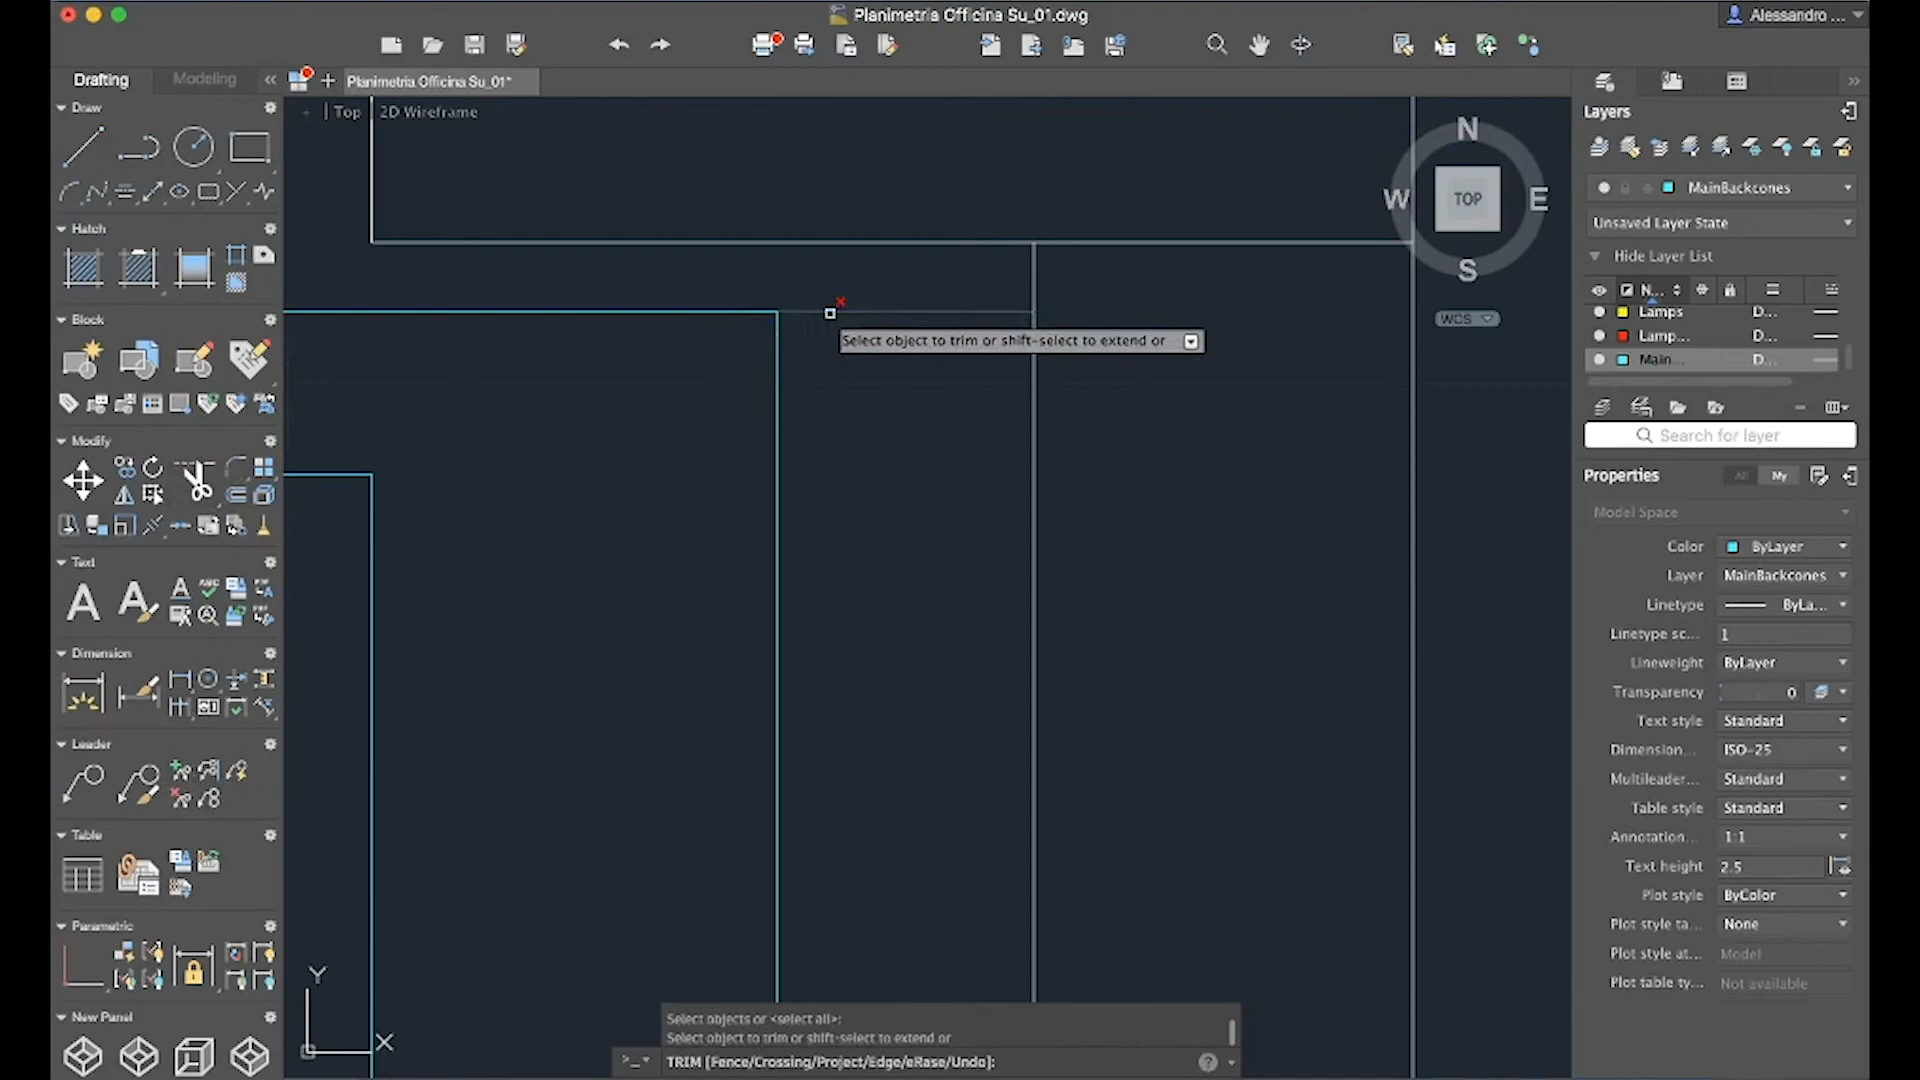 Planimetria Officina Su_01.dwg
Alessandro ...
Drafting
Modeling
Planimetria Officina Su_01*
Draw
Hatch
Block
Modify
Text
A
A
Dimension
Leader
Table
Parametric
New Panel
Top
2D Wireframe
N
W
TOP
E
S
WCS
Select object to trim or shift-select to extend or
Y
X
Select objects or <select all>:
Select object to trim or shift-select to extend or
TRIM [Fence/Crossing/Project/Edge/eRase/Undo]:
Layers
MainBackcones
Unsaved Layer State
Hide Layer List
N...
Lamps D...
Lamp... D...
Main... D...
Search for layer
Properties
All
My
Model Space
Color ByLayer
Layer MainBackcones
Linetype ByLa...
Linetype sc... 1
Lineweight ByLayer
Transparency 0
Text style Standard
Dimension... ISO-25
Multileader... Standard
Table style Standard
Annotation... 1:1
Text height 2.5
Plot style ByColor
Plot style ta... None
Plot style at... Model
Plot table ty... Not available